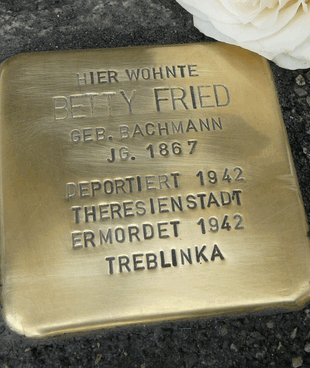 HIER WOHNTE
BETTY FRIED
GEB. BACHMANN
JG. 1867
DEPORTIERT 1942
THERESIENSTADT
ERMORDET 1942
TREBLINKA